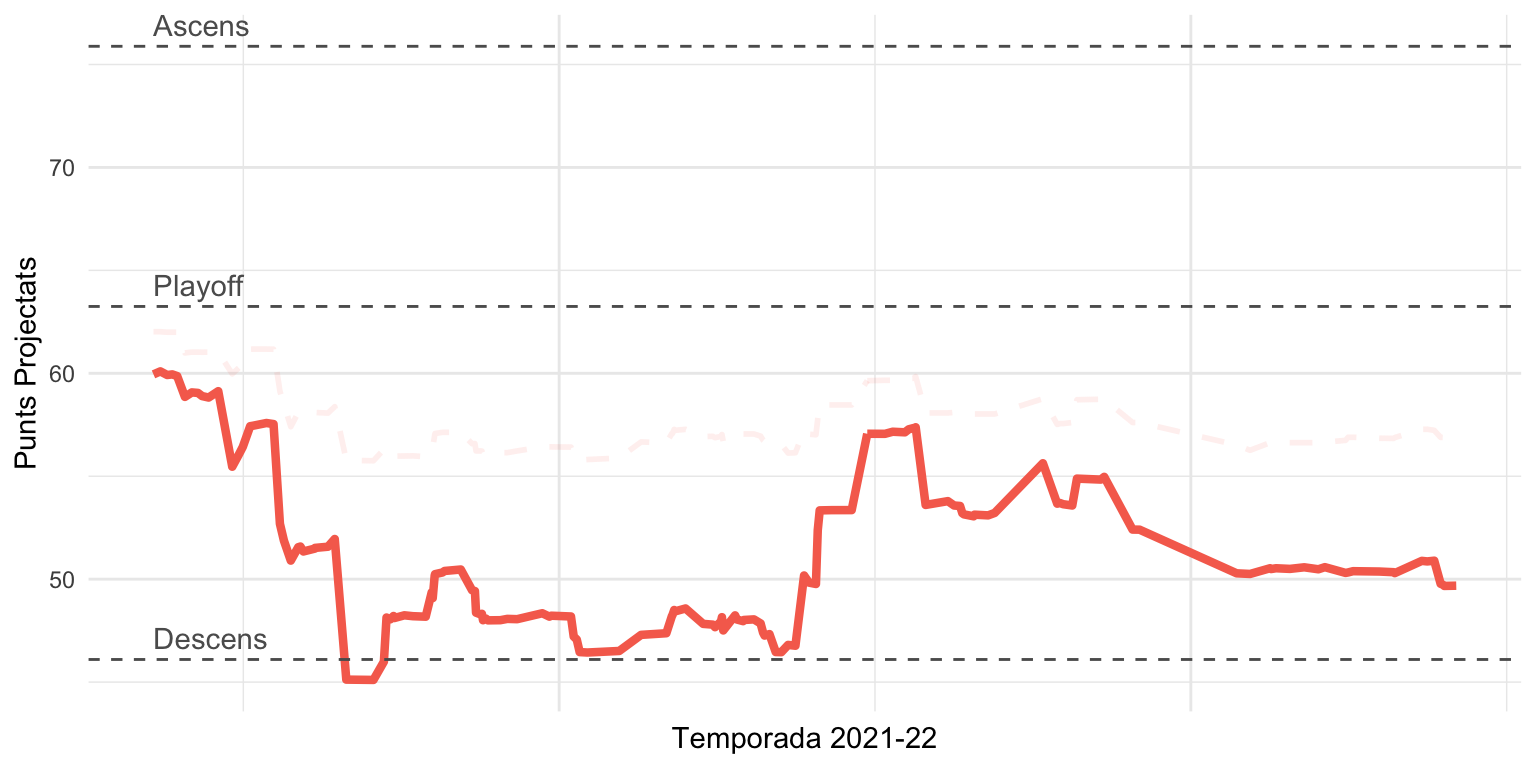 Ascens
70
Playoff
60
50
Descens
Punts Projectats
Temporada 2021-22